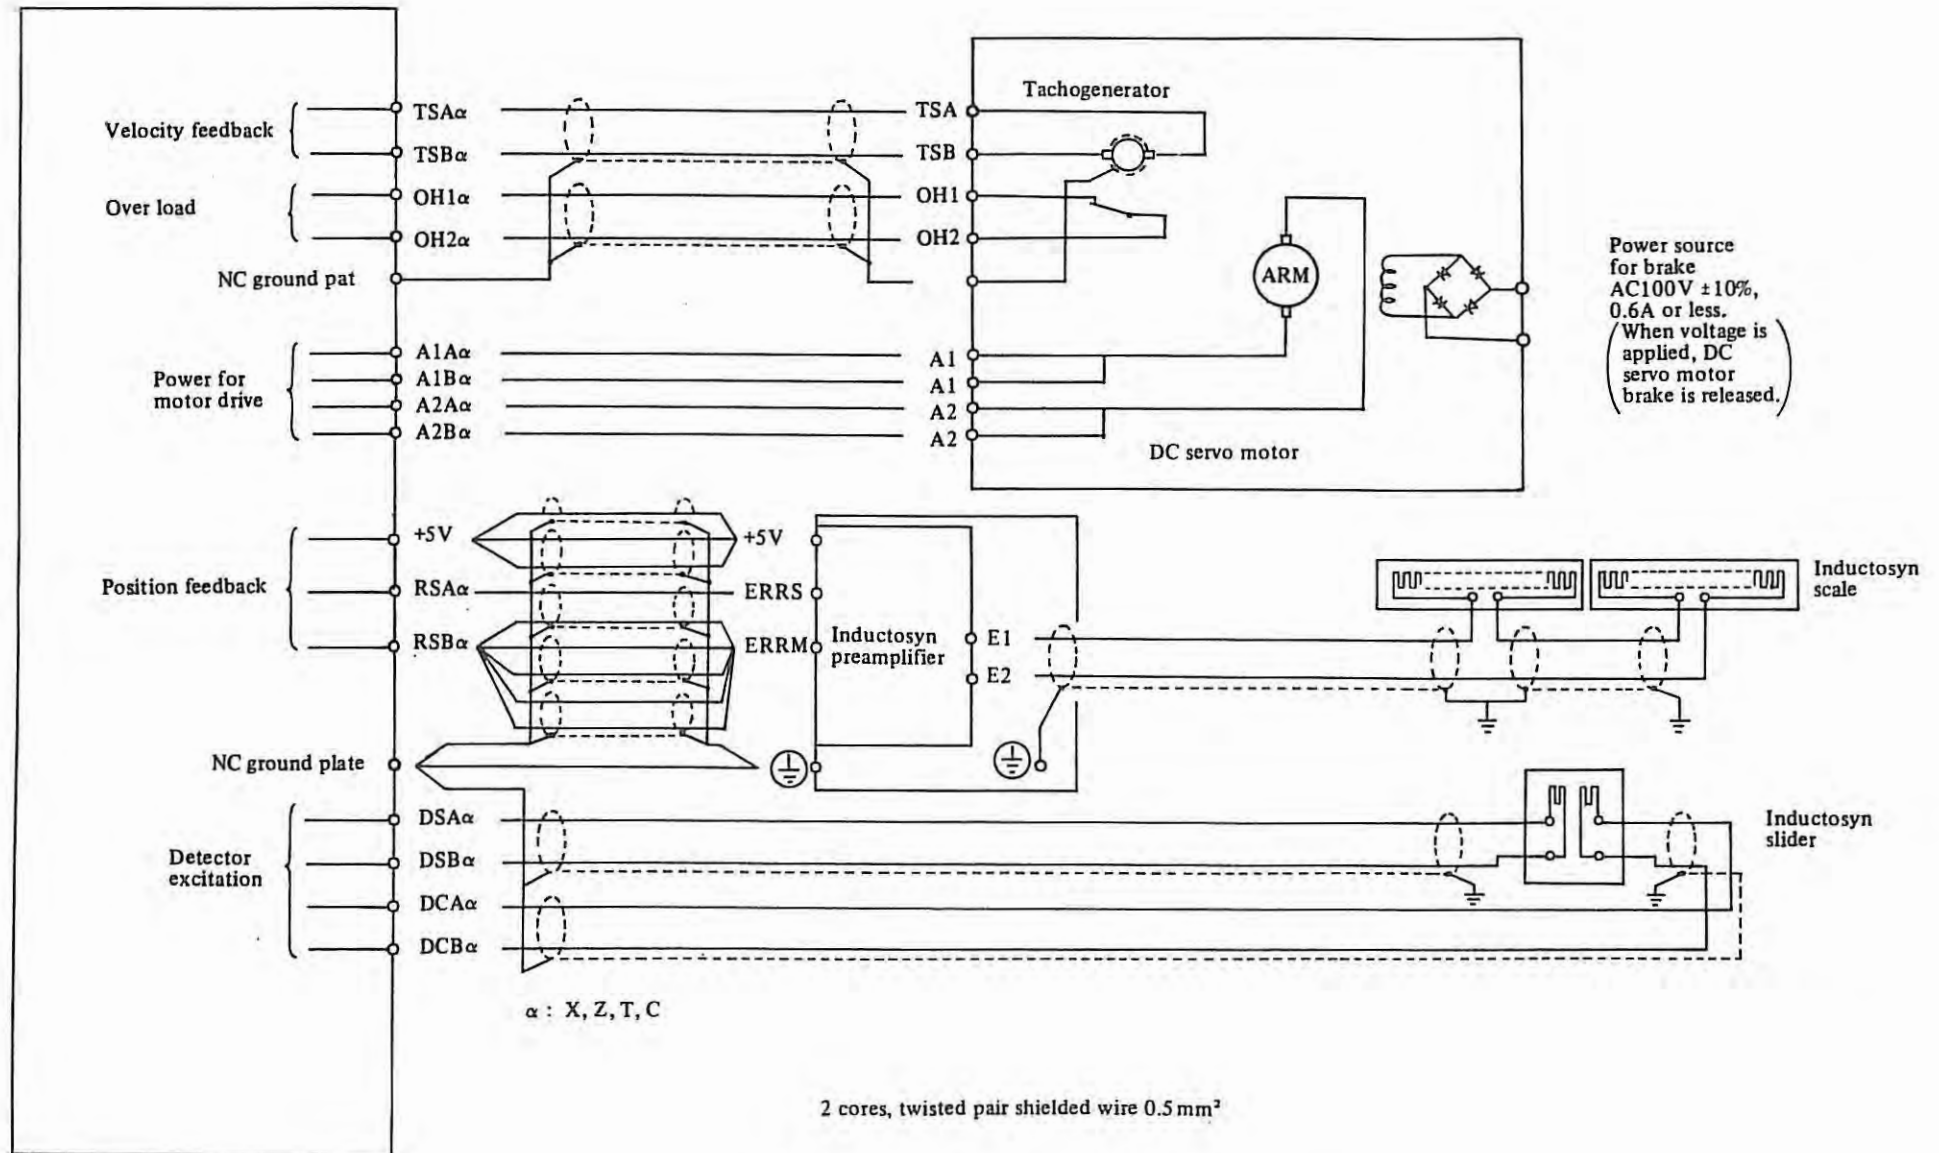 Velocity feedback
TSAα
TSBα
Over load
OH1α
OH2α
NC ground pat
Power for
motor drive
A1Aα
A1Bα
A2Aα
A2Bα
TSA
TSB
OH1
OH2
A1
A1
A2
A2
Tachogenerator
ARM
DC servo motor
Power source
for brake
AC100V ±10%,
0.6A or less.
(When voltage is
applied, DC
servo motor
brake is released.)
Position feedback
+5V
RSAα
RSBα
NC ground plate
+5V
ERRS
ERRM
Inductosyn
preamplifier
E1
E2
Inductosyn
scale
Detector
excitation
DSAα
DSBα
DCAα
DCBα
Inductosyn
slider
α : X, Z, T, C
2 cores, twisted pair shielded wire 0.5 mm²